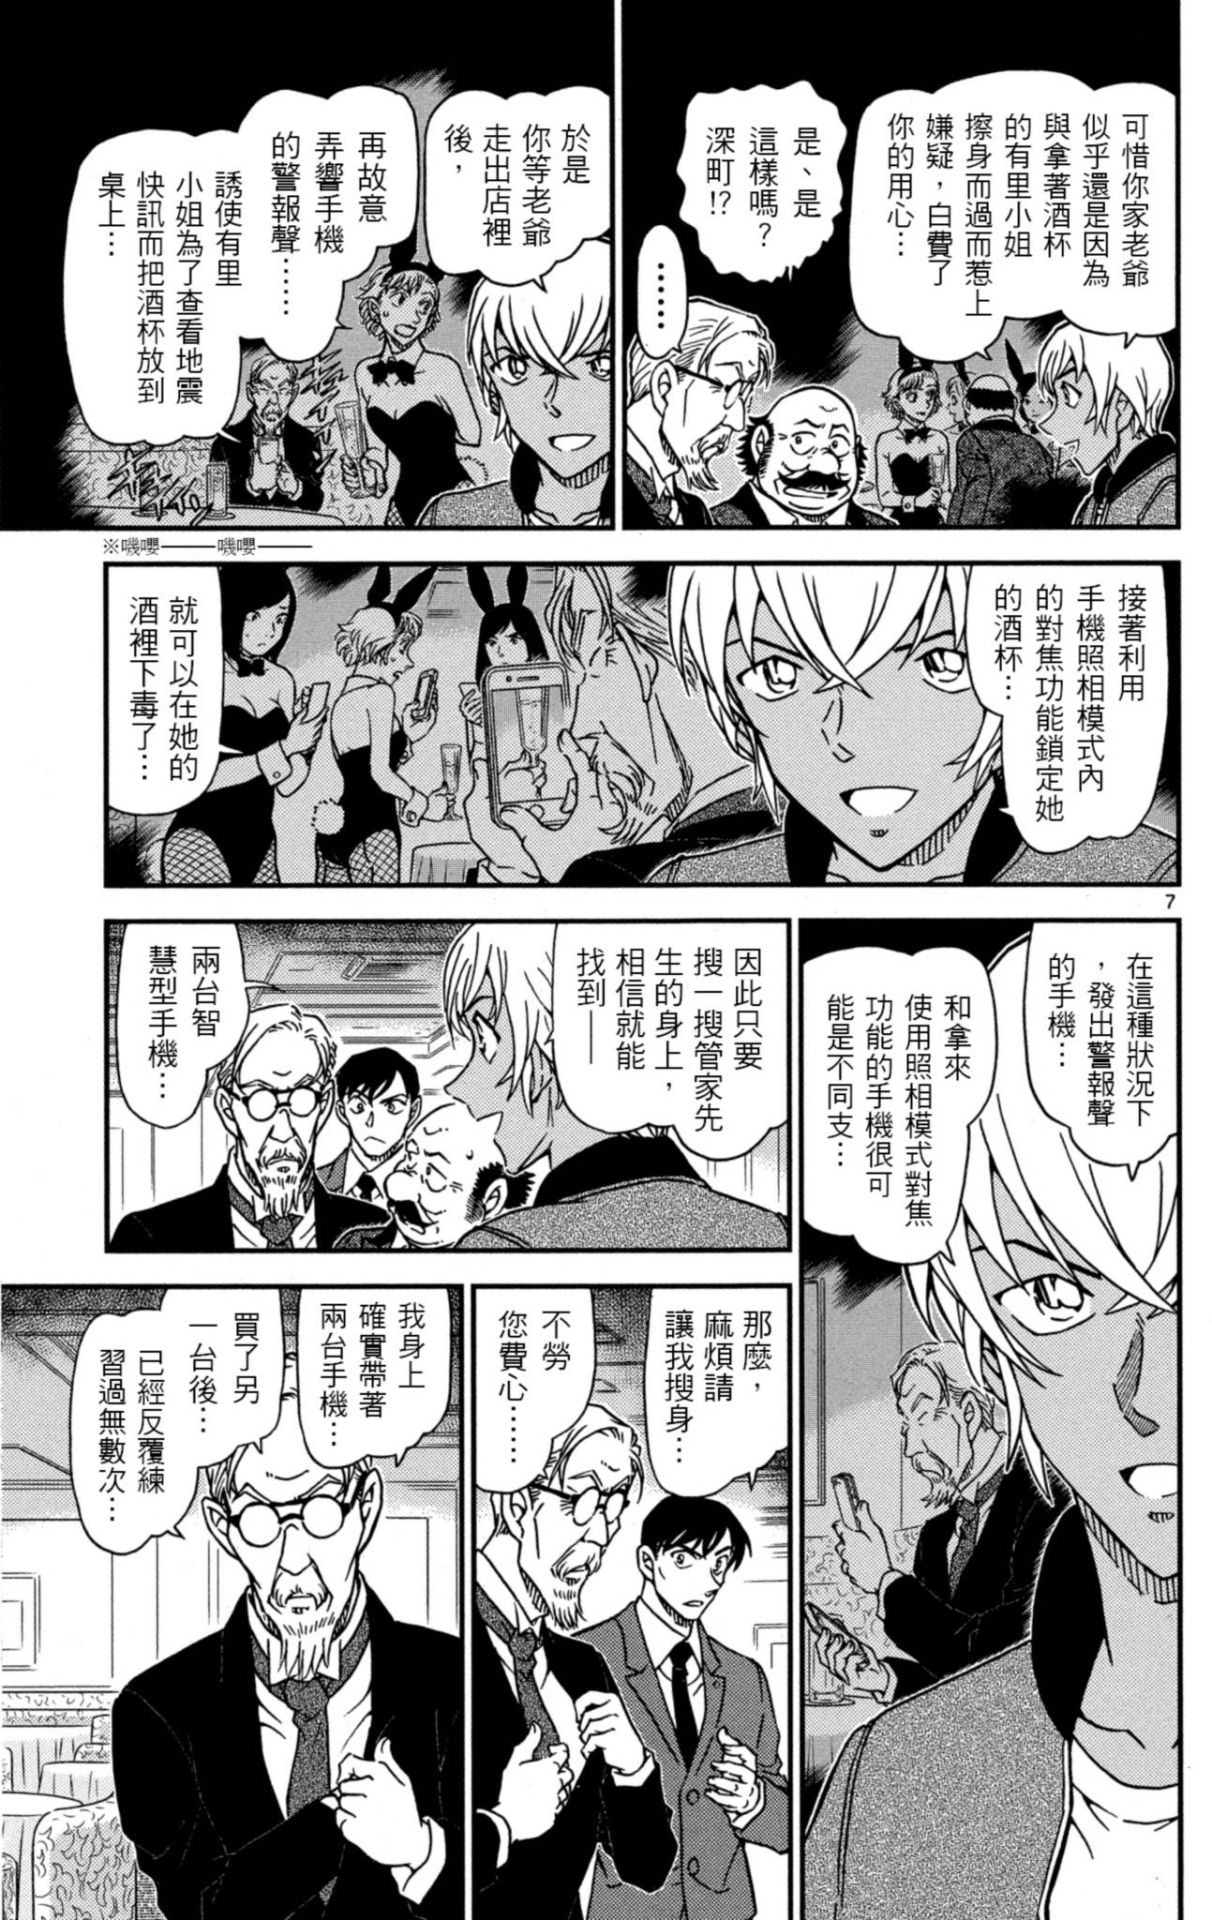 可惜你家老爺
似乎還是因為
與拿著酒杯
的有里小姐
擦身而過而惹上
嫌疑，白費了
你的用心…
是、是
這樣嗎？
深町!?
……
於是
你等老爺
走出店裡
後，
再故意
弄響手機
的警報聲……
誘使有里
小姐為了查看地震
快訊而把酒杯放到
桌上…
※嘰嚶———嘰嚶———
接著利用
手機照相模式內
的對焦功能鎖定她
的酒杯…
就可以在她的
酒裡下毒了…
7
在這種狀況下
，發出警報聲
的手機…
和拿來
使用照相模式對焦
功能的手機很可
能是不同支…
因此只要
搜一搜管家先
生的身上，
相信就能
找到──
兩台智
慧型手機…
那麼，
麻煩請
讓我搜身…
不勞
您費心……
我身上
確實帶著
兩台手機…
買了另
一台後…
已經反覆練
習過無數次…